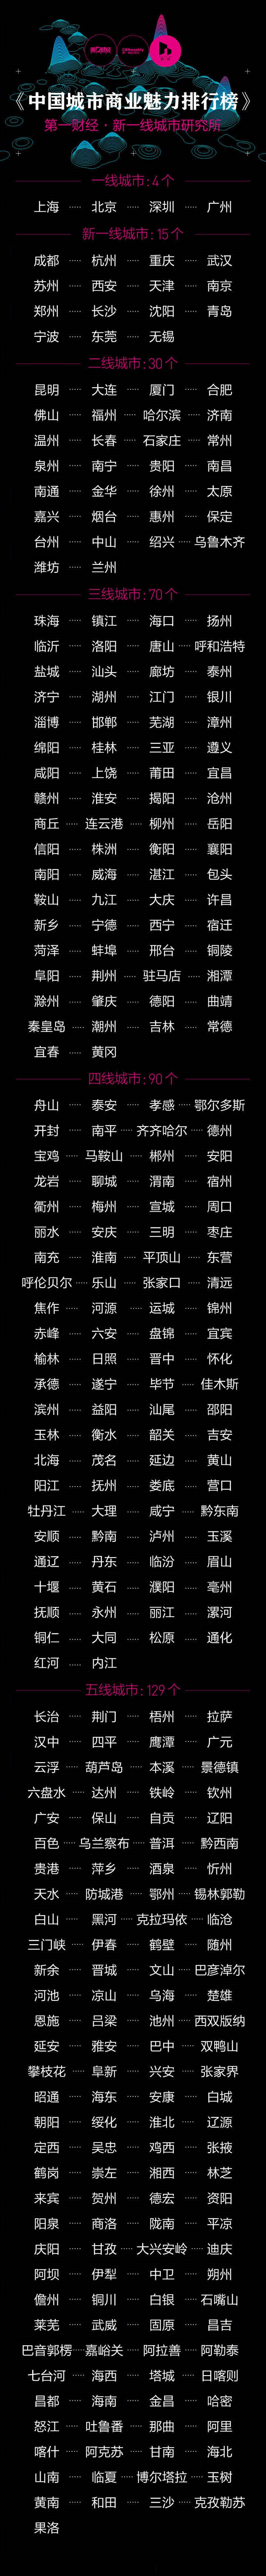 《中国城市商业魅力排行榜》
第一财经·新一线城市研究所
一线城市:4个
上海 ····· 北京 ····· 深圳 ····· 广州
新一线城市:15个
成都 ····· 杭州 ····· 重庆 ····· 武汉
苏州 ····· 西安 ····· 天津 ····· 南京
郑州 ····· 长沙 ····· 沈阳 ····· 青岛
宁波 ····· 东莞 ····· 无锡
二线城市:30个
昆明 ····· 大连 ····· 厦门 ····· 合肥
佛山 ····· 福州 ····· 哈尔滨 ····· 济南
温州 ····· 长春 ····· 石家庄 ····· 常州
泉州 ····· 南宁 ····· 贵阳 ····· 南昌
南通 ····· 金华 ····· 徐州 ····· 太原
嘉兴 ····· 烟台 ····· 惠州 ····· 保定
台州 ····· 中山 ····· 绍兴 ····· 乌鲁木齐
潍坊 ····· 兰州
三线城市:70个
珠海 ····· 镇江 ····· 海口 ····· 扬州
临沂 ····· 洛阳 ····· 唐山 ····· 呼和浩特
盐城 ····· 汕头 ····· 廊坊 ····· 泰州
济宁 ····· 湖州 ····· 江门 ····· 银川
淄博 ····· 邯郸 ····· 芜湖 ····· 漳州
绵阳 ····· 桂林 ····· 三亚 ····· 遵义
咸阳 ····· 上饶 ····· 莆田 ····· 宜昌
赣州 ····· 淮安 ····· 揭阳 ····· 沧州
商丘 ····· 连云港 ····· 柳州 ····· 岳阳
信阳 ····· 株洲 ····· 衡阳 ····· 襄阳
南阳 ····· 威海 ····· 湛江 ····· 包头
鞍山 ····· 九江 ····· 大庆 ····· 许昌
新乡 ····· 宁德 ····· 西宁 ····· 宿迁
菏泽 ····· 蚌埠 ····· 邢台 ····· 铜陵
阜阳 ····· 荆州 ····· 驻马店 ····· 湘潭
滁州 ····· 肇庆 ····· 德阳 ····· 曲靖
秦皇岛 ····· 潮州 ····· 吉林 ····· 常德
宜春 ····· 黄冈
四线城市:90个
舟山 ····· 泰安 ····· 孝感 ····· 鄂尔多斯
开封 ····· 南平 ····· 齐齐哈尔 ····· 德州
宝鸡 ····· 马鞍山 ····· 郴州 ····· 安阳
龙岩 ····· 聊城 ····· 渭南 ····· 宿州
衢州 ····· 梅州 ····· 宣城 ····· 周口
丽水 ····· 安庆 ····· 三明 ····· 枣庄
南充 ····· 淮南 ····· 平顶山 ····· 东营
呼伦贝尔 ····· 乐山 ····· 张家口 ····· 清远
焦作 ····· 河源 ····· 运城 ····· 锦州
赤峰 ····· 六安 ····· 盘锦 ····· 宜宾
榆林 ····· 日照 ····· 晋中 ····· 怀化
承德 ····· 遂宁 ····· 毕节 ····· 佳木斯
滨州 ····· 益阳 ····· 汕尾 ····· 邵阳
玉林 ····· 衡水 ····· 韶关 ····· 吉安
北海 ····· 茂名 ····· 延边 ····· 黄山
阳江 ····· 抚州 ····· 娄底 ····· 营口
牡丹江 ····· 大理 ····· 咸宁 ····· 黔东南
安顺 ····· 黔南 ····· 泸州 ····· 玉溪
通辽 ····· 丹东 ····· 临汾 ····· 眉山
十堰 ····· 黄石 ····· 濮阳 ····· 亳州
抚顺 ····· 永州 ····· 丽江 ····· 漯河
铜仁 ····· 大同 ····· 松原 ····· 通化
红河 ····· 内江
五线城市:129个
长治 ····· 荆门 ····· 梧州 ····· 拉萨
汉中 ····· 四平 ····· 鹰潭 ····· 广元
云浮 ····· 葫芦岛 ····· 本溪 ····· 景德镇
六盘水 ····· 达州 ····· 铁岭 ····· 钦州
广安 ····· 保山 ····· 自贡 ····· 辽阳
百色 ····· 乌兰察布 ····· 普洱 ····· 黔西南
贵港 ····· 萍乡 ····· 酒泉 ····· 忻州
天水 ····· 防城港 ····· 鄂州 ····· 锡林郭勒
白山 ····· 黑河 ····· 克拉玛依 ····· 临沧
三门峡 ····· 伊春 ····· 鹤壁 ····· 随州
新余 ····· 晋城 ····· 文山 ····· 巴彦淖尔
河池 ····· 凉山 ····· 乌海 ····· 楚雄
恩施 ····· 吕梁 ····· 池州 ····· 西双版纳
延安 ····· 雅安 ····· 巴中 ····· 双鸭山
攀枝花 ····· 阜新 ····· 兴安 ····· 张家界
昭通 ····· 海东 ····· 安康 ····· 白城
朝阳 ····· 绥化 ····· 淮北 ····· 辽源
定西 ····· 吴忠 ····· 鸡西 ····· 张掖
鹤岗 ····· 崇左 ····· 湘西 ····· 林芝
来宾 ····· 贺州 ····· 德宏 ····· 资阳
阳泉 ····· 商洛 ····· 陇南 ····· 平凉
庆阳 ····· 甘孜 ····· 大兴安岭 ····· 迪庆
阿坝 ····· 伊犁 ····· 中卫 ····· 朔州
儋州 ····· 铜川 ····· 白银 ····· 石嘴山
莱芜 ····· 武威 ····· 固原 ····· 昌吉
巴音郭楞 ····· 嘉峪关 ····· 阿拉善 ····· 阿勒泰
七台河 ····· 海西 ····· 塔城 ····· 日喀则
昌都 ····· 海南 ····· 金昌 ····· 哈密
怒江 ····· 吐鲁番 ····· 那曲 ····· 阿里
喀什 ····· 阿克苏 ····· 甘南 ····· 海北
山南 ····· 临夏 ····· 博尔塔拉 ····· 玉树
黄南 ····· 和田 ····· 三沙 ····· 克孜勒苏
果洛